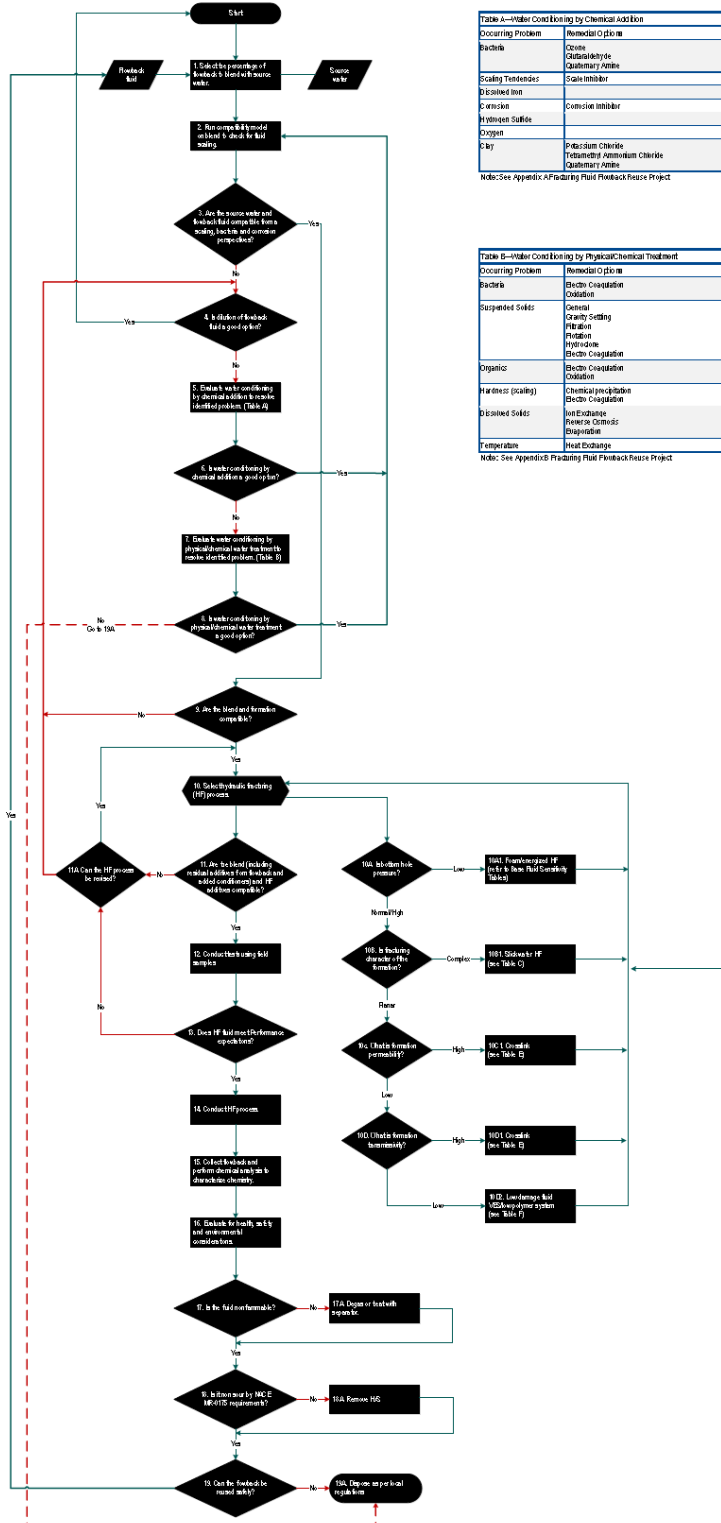 Start
Flowback
fluid
1. Select the percentage of
flowback to blend with source
water.
Source
water
2. Run compatibility model
on blend to check for fluid
scaling.
3. Are the source water and
flowback fluid compatible from a
scaling, bacteria and corrosion
perspectives?
Yes
No
4. Is dilution of flowback
fluid a good option?
Yes
No
5. Evaluate water conditioning
by chemical addition to resolve
identified problem. (Table A)
6. Is water conditioning by
chemical addition a good option?
Yes
No
7. Evaluate water conditioning by
physical/chemical water treatment to
resolve identified problem. (Table B)
8. Is water conditioning by
physical/chemical water treatment
a good option?
Yes
No
Go to 19A
9. Are the blend and formation
compatible?
No
Yes
10. Select hydraulic fracturing
(HF) process.
Yes
Yes
11. Are the blend (including
residual additives from flowback
and added conditioners) and HF
additives compatible?
No
11A Can the HF process
be revised?
Yes
12. Conduct tests using field
samples
13. Does HF fluid meet Performance
expectations?
No
Yes
14. Conduct HF process.
15. Collect flowback and
perform chemical analysis to
characterize chemistry.
16. Evaluate for health, safety
and environmental
considerations.
17. Is the fluid non flammable?
No
17A. Degas or treat with
separator.
Yes
18. Is it non sour by NACE
MR-0175 requirements?
No
18A. Remove H/S
Yes
19. Can the flowback be
reused safely?
No
19A. Dispose as per local
regulations
10A. Is bottom hole
pressure?
Low
10A1. Foam/energized HF
(refer to Base Fluid Sensitivity
Tables)
Normal/High
10B. Is fracturing
character of the
formation?
Complex
10B1. Slickwater HF
(see Table C)
Planar
10c. What is formation
permeability?
High
10C1. Crosslink
(see Table E)
Low
10D. What is formation
transmissivity?
High
10D1. Crosslink
(see Table E)
Low
10D2. Low damage fluid
VES/low polymer system
(see Table F)
Table A—Water Conditioning by Chemical Addition
Occurring Problem Remedial Options
Bacteria Ozone
Glutaraldehyde
Quaternary Amine
Scaling Tendencies Scale Inhibitor
Dissolved Iron
Corrosion Corrosion Inhibitor
Hydrogen Sulfide
Oxygen
Clay Potassium Chloride
Tetramethyl Ammonium Chloride
Quaternary Amine
Note: See Appendix A Fracturing Fluid Flowback Reuse Project
Table B—Water Conditioning by Physical/Chemical Treatment
Occurring Problem Remedial Options
Bacteria Electro Coagulation
Oxidation
Suspended Solids General
Gravity Settling
Filtration
Flotation
Hydroclone
Electro Coagulation
Organics Electro Coagulation
Oxidation
Hardness (scaling) Chemical precipitation
Electro Coagulation
Dissolved Solids Ion Exchange
Reverse Osmosis
Evaporation
Temperature Heat Exchange
Note: See Appendix B Fracturing Fluid Flowback Reuse Project